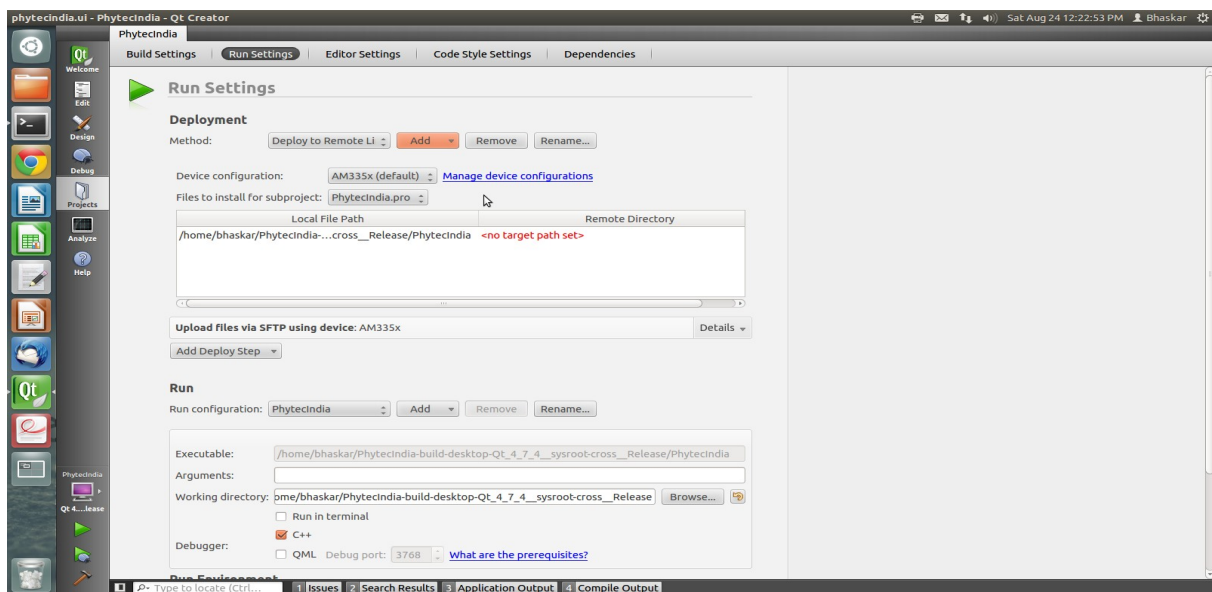 phytecindia.ui - PhytecIndia - Qt Creator
Sat Aug 24 12:22:53 PM Bhaskar
PhytecIndia
Build Settings Run Settings Editor Settings Code Style Settings Dependencies
Qt
Welcome
Edit
Design
Debug
Projects
Analyze
Help
Run Settings
Deployment
Method: Deploy to Remote Li Add Remove Rename...
Device configuration: AM335x (default) Manage device configurations
Files to install for subproject: PhytecIndia.pro
Local File Path Remote Directory
/home/bhaskar/PhytecIndia-...cross__Release/PhytecIndia <no target path set>
Upload files via SFTP using device: AM335x Details
Add Deploy Step
Run
Run configuration: PhytecIndia Add Remove Rename...
Executable: /home/bhaskar/PhytecIndia-build-desktop-Qt_4_7_4__sysroot-cross__Release/PhytecIndia
Arguments:
Working directory: ome/bhaskar/PhytecIndia-build-desktop-Qt_4_7_4__sysroot-cross__Release Browse...
Run in terminal
Debugger: C++
QML Debug port: 3768 What are the prerequisites?
Run Environment
Qt
PhytecIndia
Qt 4....lease
Type to locate (Ctrl... 1 Issues 2 Search Results 3 Application Output 4 Compile Output